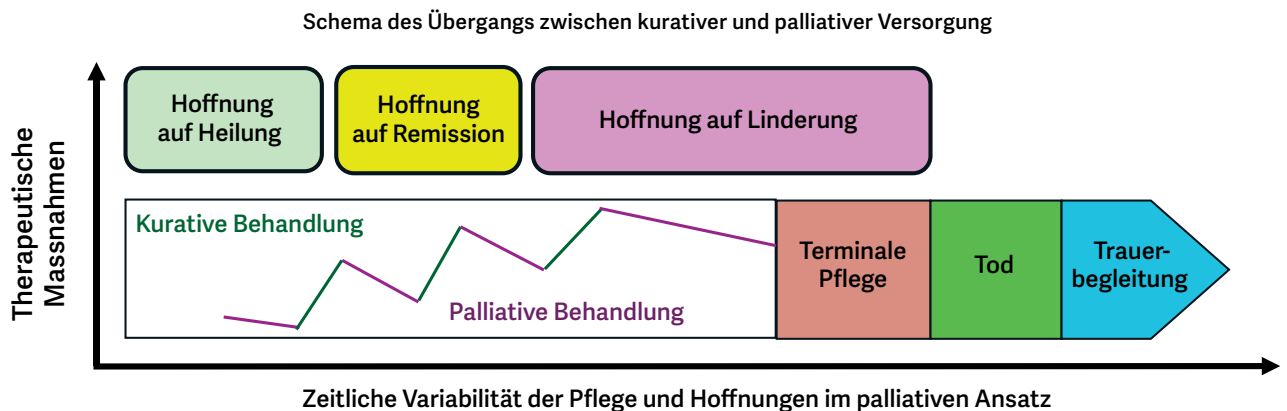 Schema des Übergangs zwischen kurativer und palliativer Versorgung
Therapeutische
Massnahmen
Hoffnung
auf Heilung
Hoffnung
auf Remission
Hoffnung auf Linderung
Kurative Behandlung
Palliative Behandlung
Terminale
Pflege
Tod
Trauer-
begleitung
Zeitliche Variabilität der Pflege und Hoffnungen im palliativen Ansatz